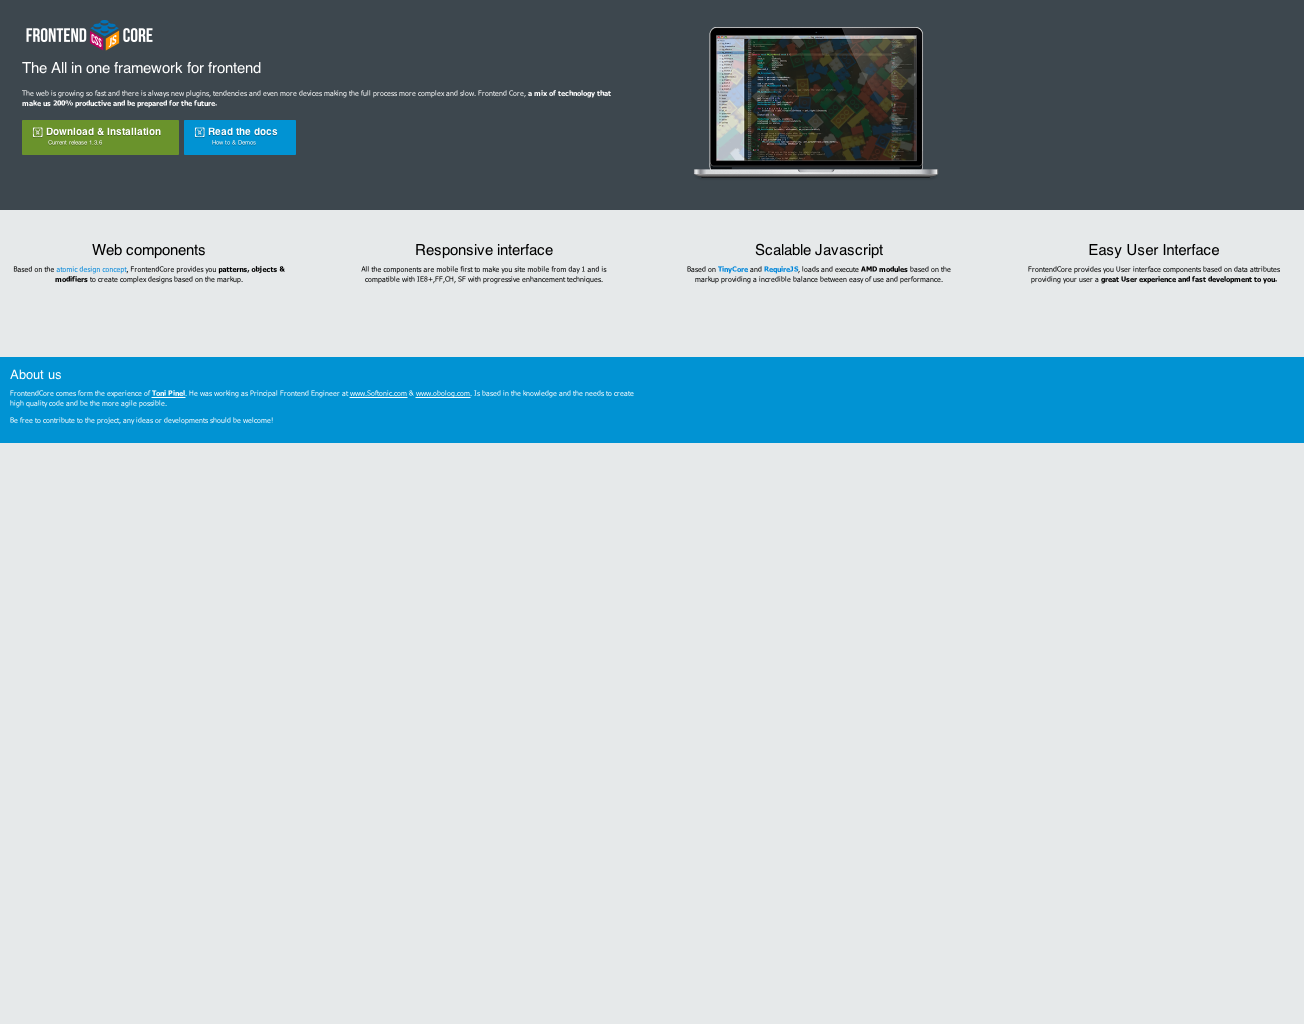 FRONTEND CSS JS CORE
The All in one framework for frontend
The web is growing so fast and there is always new plugins, tendencies and even more devices making the full process more complex and slow. Frontend Core, a mix of technology that
make us 200% productive and be prepared for the future.
Download & Installation
Current release 1.3.6
Read the docs
How to & Demos
Web components
Based on the atomic design concept, FrontendCore provides you patterns, objects &
modifiers to create complex designs based on the markup.
Responsive interface
All the components are mobile first to make you site mobile from day 1 and is
compatible with IE8+,FF,CH, SF with progressive enhancement techniques.
Scalable Javascript
Based on TinyCore and RequireJS, loads and execute AMD modules based on the
markup providing a incredible balance between easy of use and performance.
Easy User Interface
FrontendCore provides you User interface components based on data attributes
providing your user a great User experience and fast development to you.
About us
FrontendCore comes form the experience of Toni Pinel. He was working as Principal Frontend Engineer at www.Softonic.com & www.obolog.com. Is based in the knowledge and the needs to create
high quality code and be the more agile possible.
Be free to contribute to the project, any ideas or developments should be welcome!